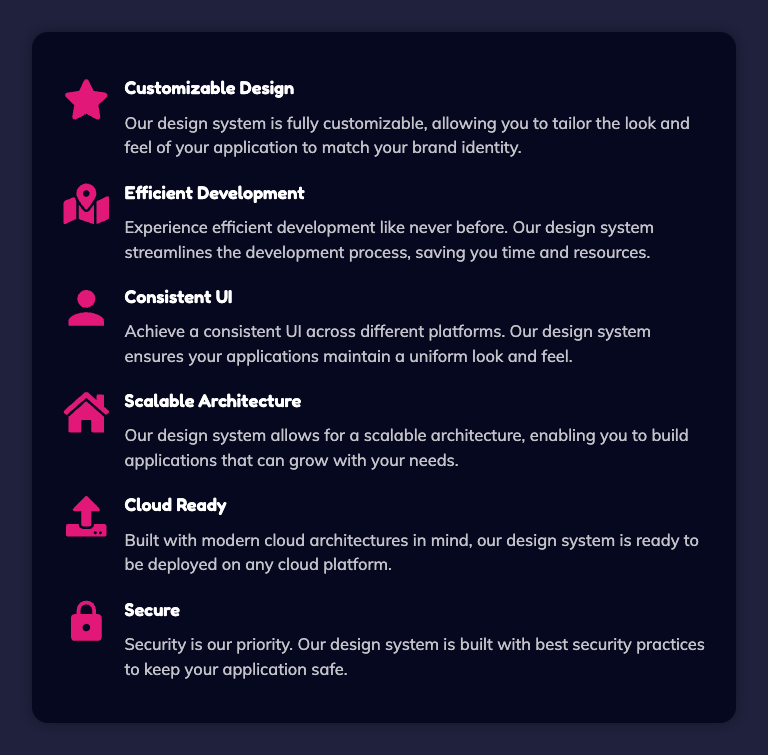 Customizable Design
Our design system is fully customizable, allowing you to tailor the look and
feel of your application to match your brand identity.
Efficient Development
Experience efficient development like never before. Our design system
streamlines the development process, saving you time and resources.
Consistent UI
Achieve a consistent UI across different platforms. Our design system
ensures your applications maintain a uniform look and feel.
Scalable Architecture
Our design system allows for a scalable architecture, enabling you to build
applications that can grow with your needs.
Cloud Ready
Built with modern cloud architectures in mind, our design system is ready to
be deployed on any cloud platform.
Secure
Security is our priority. Our design system is built with best security practices
to keep your application safe.